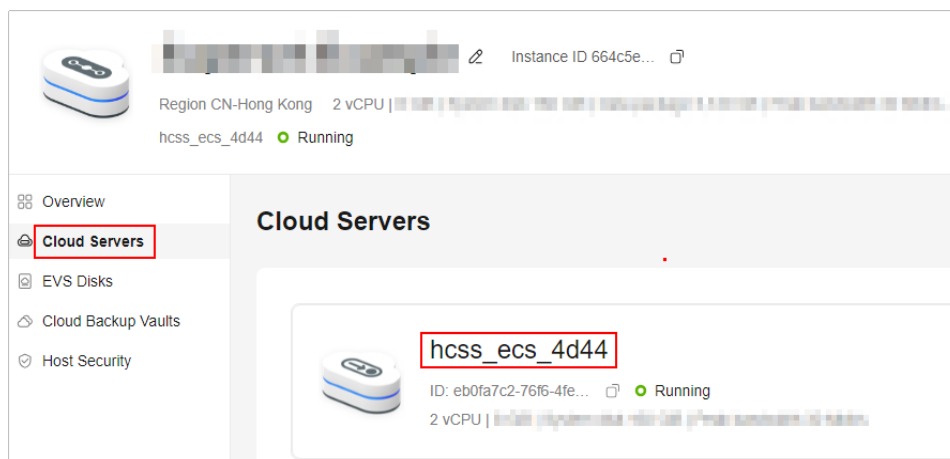 Instance ID 664c5e...
Region CN-Hong Kong 2 vCPU |
hcss_ecs_4d44 Running
Overview
Cloud Servers
EVS Disks
Cloud Backup Vaults
Host Security
Cloud Servers
hcss_ecs_4d44
ID: eb0fa7c2-76f6-4fe... Running
2 vCPU |